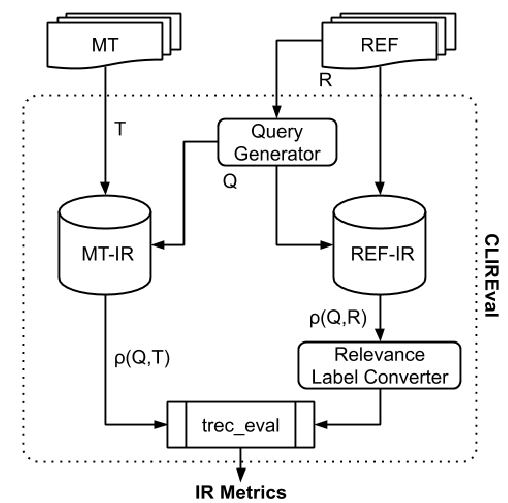 MT
REF
R
T
Query
Generator
Q
MT-IR
REF-IR
CLIREval
ρ(Q,R)
ρ(Q,T)
Relevance
Label Converter
trec_eval
IR Metrics